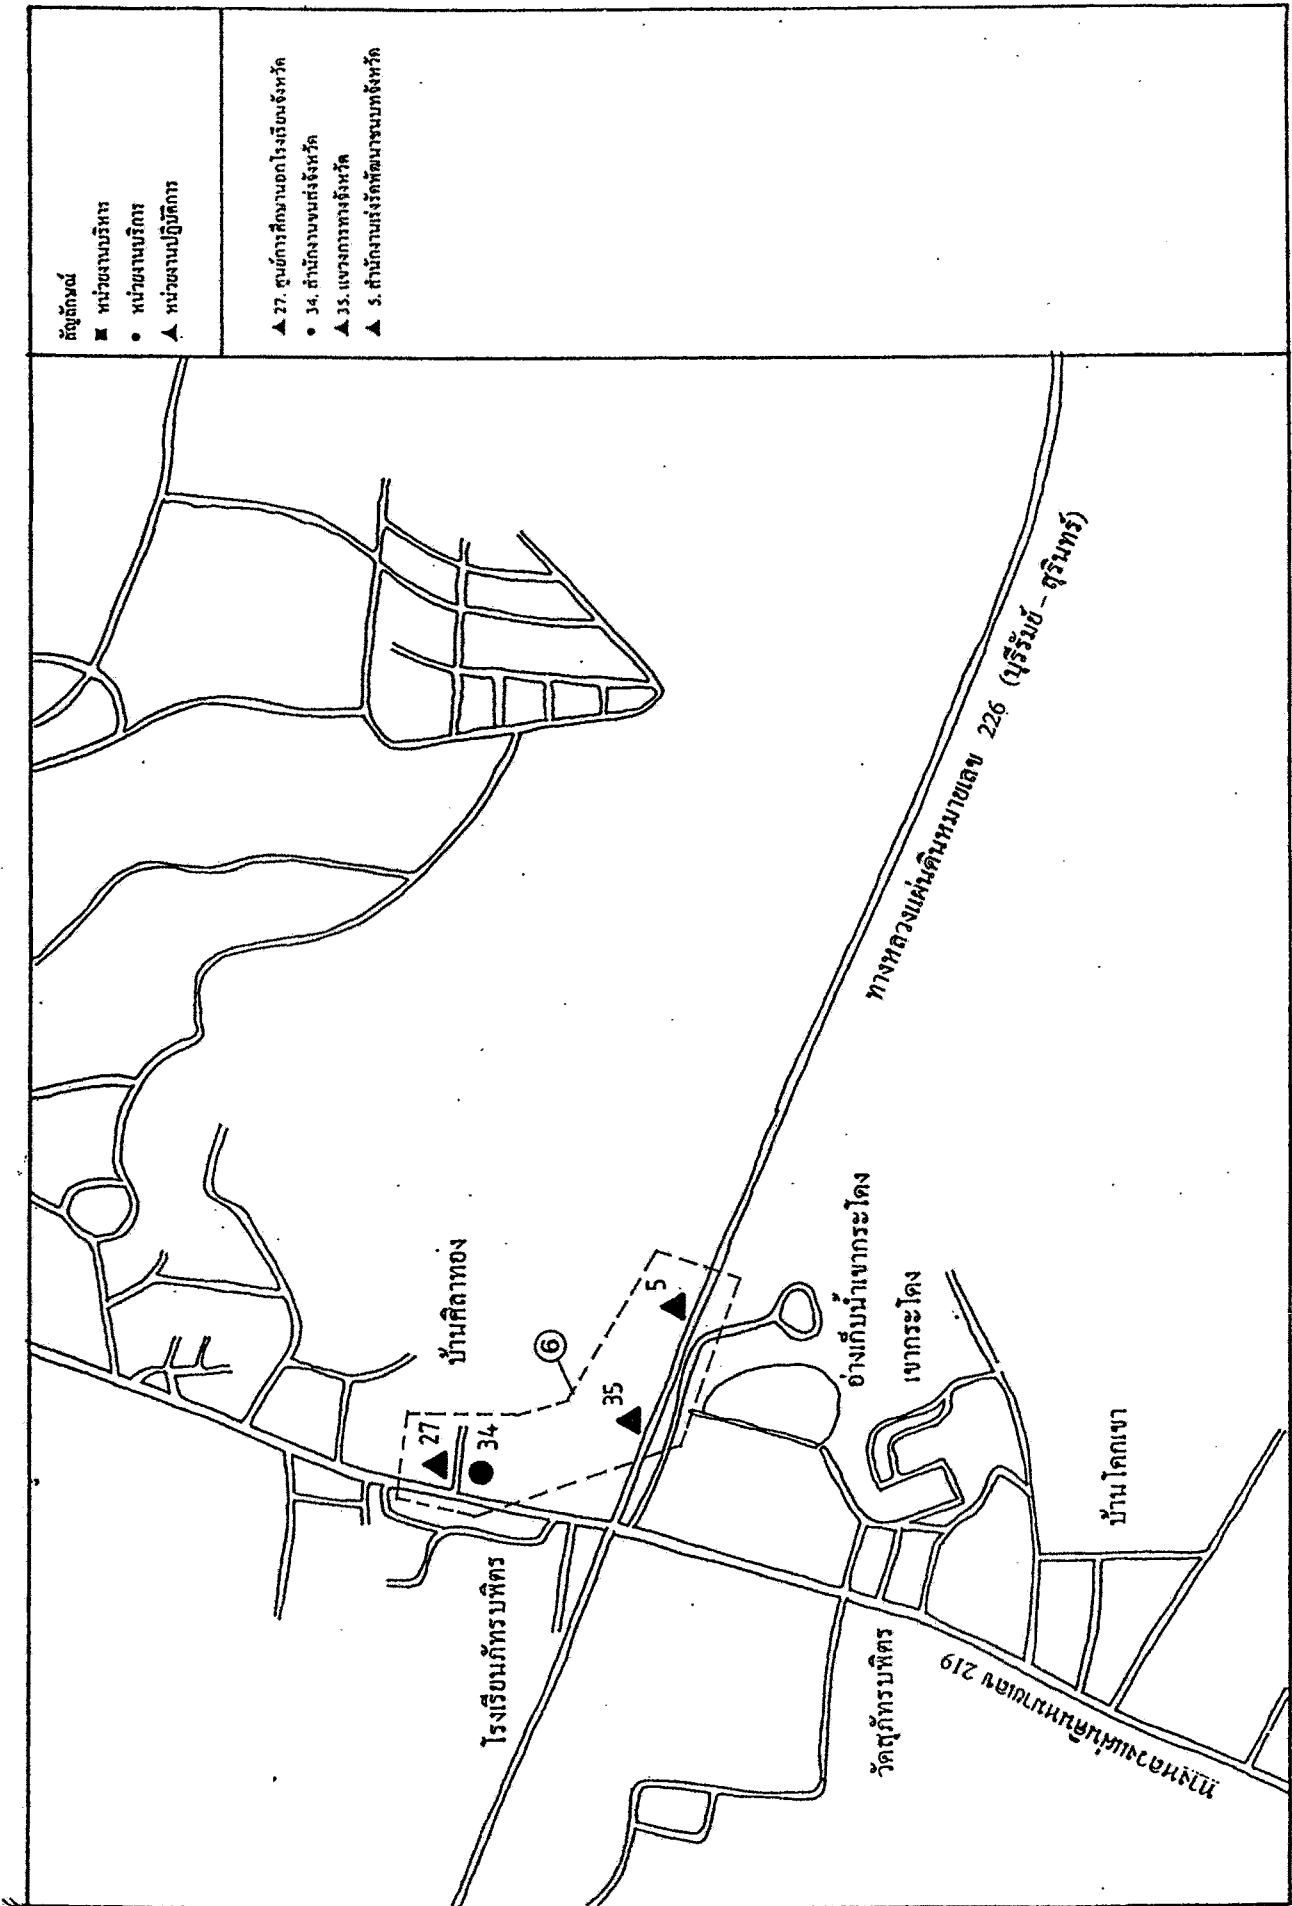 สัญลักษณ์
หน่วยงานบริหาร
หน่วยงานบริการ
หน่วยงานปฏิบัติการ
27. ศูนย์การศึกษานอกโรงเรียนจังหวัด
34. สำนักงานขนส่งจังหวัด
35. แขวงการทางจังหวัด
5. สำนักงานเร่งรัดพัฒนาชนบทจังหวัด
บ้านศิลาทอง
6
5
35
27
34
โรงเรียนภัทรบพิตร
ทางหลวงแผ่นดินหมายเลข 226 (บุรีรัมย์ - สุรินทร์)
อ่างเก็บน้ำเขากระโดง
เขากระโดง
บ้านโคกเขา
วัดสุภัทรบพิตร
ทางหลวงแผ่นดินหมายเลข 219